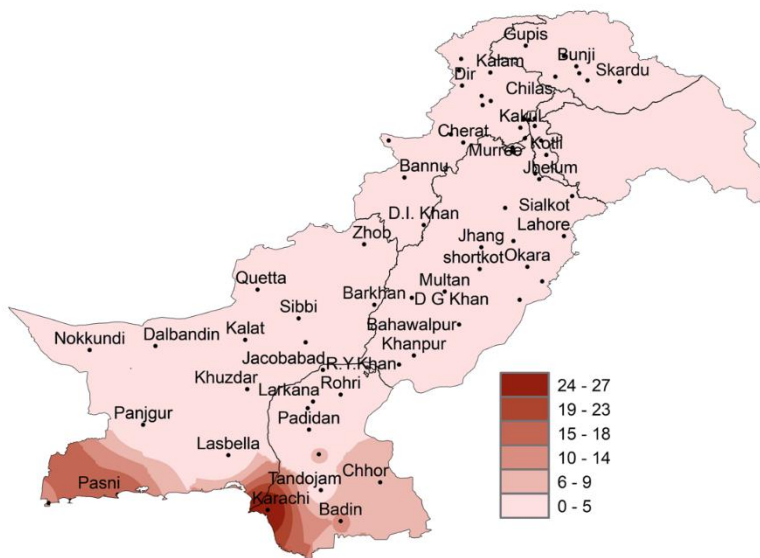 Gupis
Bunji
Kalam
Skardu
Dir
Chilas
Kakul
Cherat
Murree
Kotli
Bannu
Jhelum
Sialkot
D.I. Khan
Lahore
Zhob
Jhang
shortkot
Okara
Quetta
Multan
Barkhan
D G Khan
Sibbi
Bahawalpur
Nokkundi
Dalbandin
Kalat
Khanpur
Jacobabad
R.Y.Khan
Khuzdar
Larkana
Rohri
Panjgur
Padidan
Lasbella
Chhor
Pasni
Tandojam
Karachi
Badin
24 - 27
19 - 23
15 - 18
10 - 14
6 - 9
0 - 5